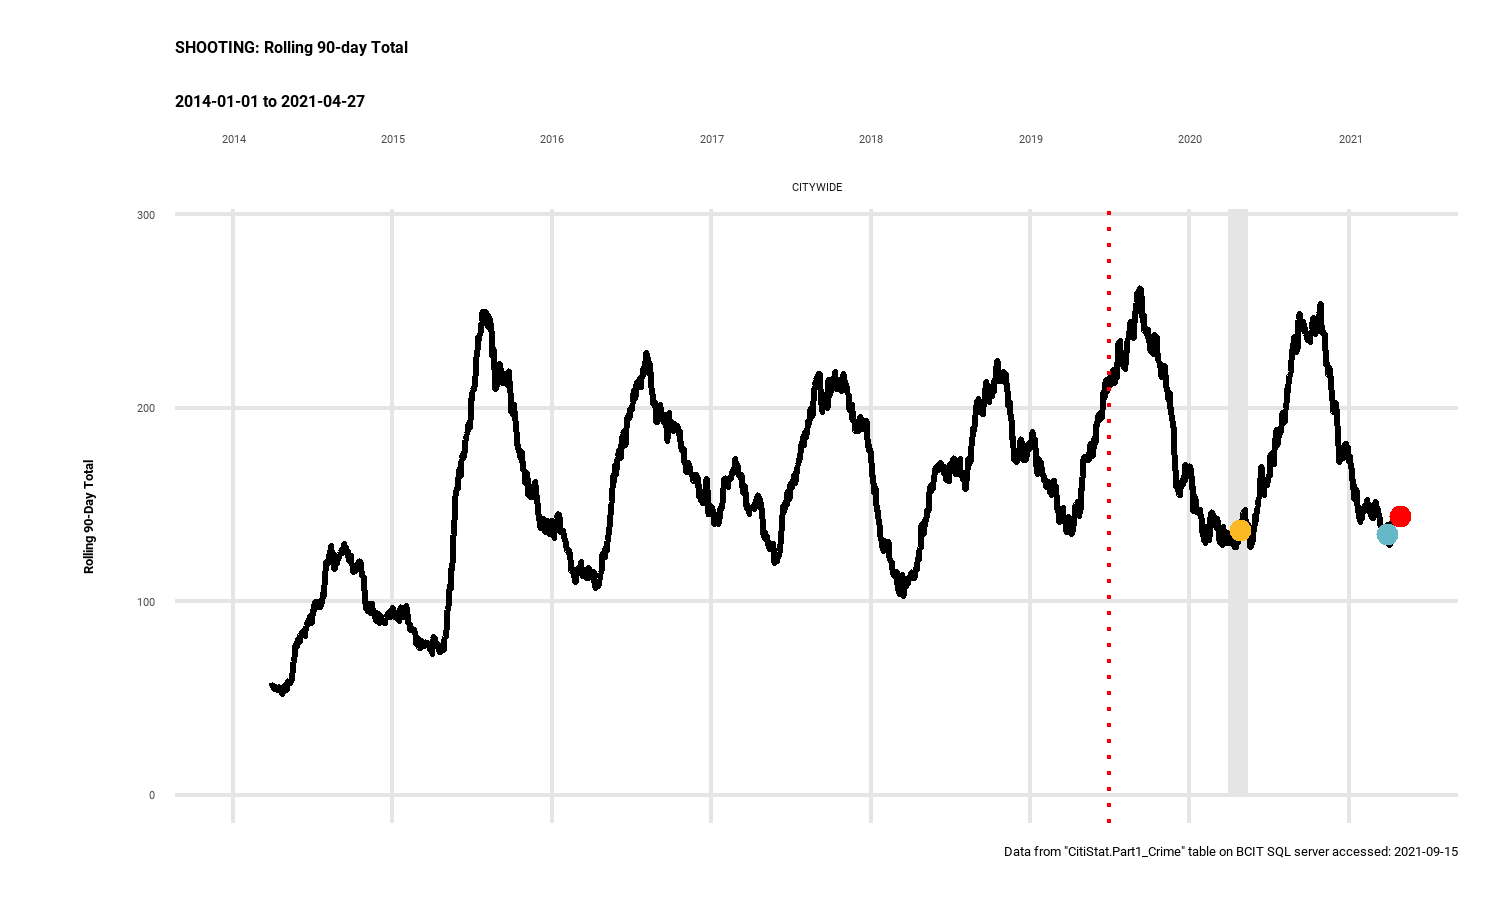 SHOOTING: Rolling 90-day Total
2014-01-01 to 2021-04-27
2014 2015 2016 2017 2018 2019 2020 2021
CITYWIDE
300
200
100
0
Rolling 90-Day Total
Data from "CitiStat.Part1_Crime" table on BCIT SQL server accessed: 2021-09-15